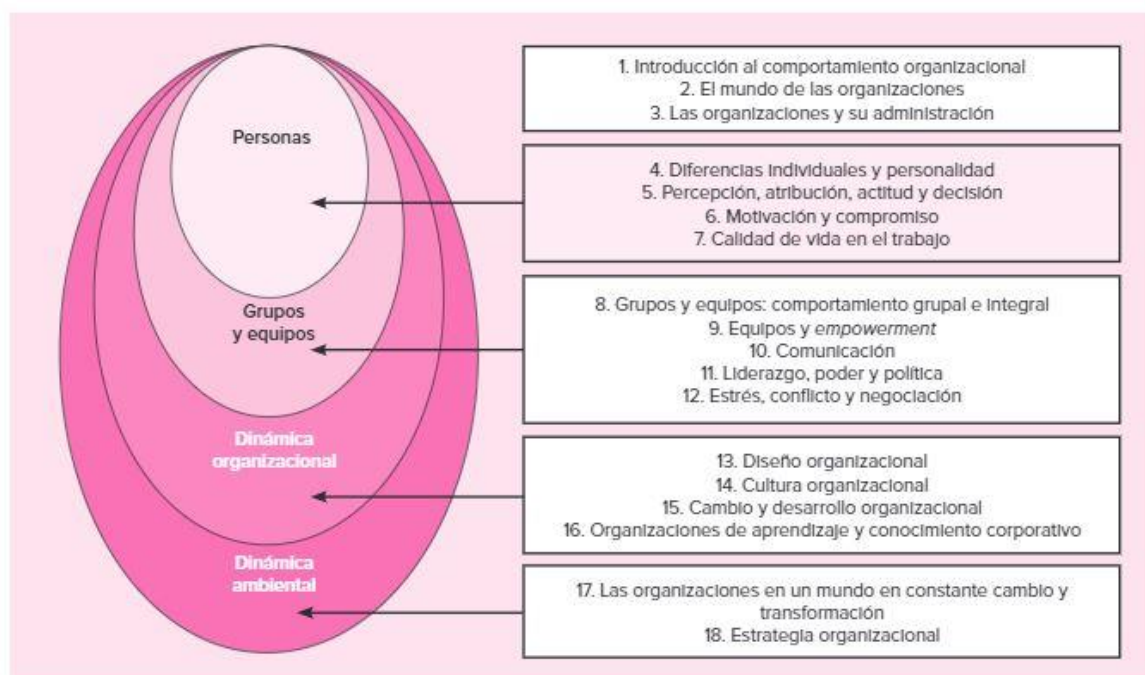 Personas
Grupos
y equipos
Dinámica
organizacional
Dinámica
ambiental
1. Introducción al comportamiento organizacional
2. El mundo de las organizaciones
3. Las organizaciones y su administración
4. Diferencias individuales y personalidad
5. Percepción, atribución, actitud y decisión
6. Motivación y compromiso
7. Calidad de vida en el trabajo
8. Grupos y equipos: comportamiento grupal e integral
9. Equipos y empowerment
10. Comunicación
11. Liderazgo, poder y política
12. Estrés, conflicto y negociación
13. Diseño organizacional
14. Cultura organizacional
15. Cambio y desarrollo organizacional
16. Organizaciones de aprendizaje y conocimiento corporativo
17. Las organizaciones en un mundo en constante cambio y
transformación
18. Estrategia organizacional